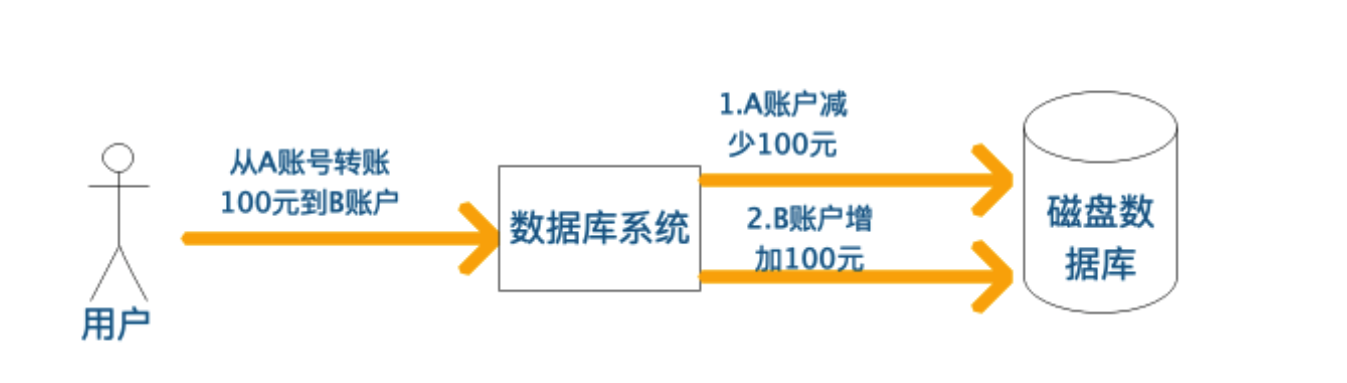 从A账号转账
100元到B账户
用户
数据库系统
1.A账户减
少100元
2.B账户增
加100元
磁盘数
据库